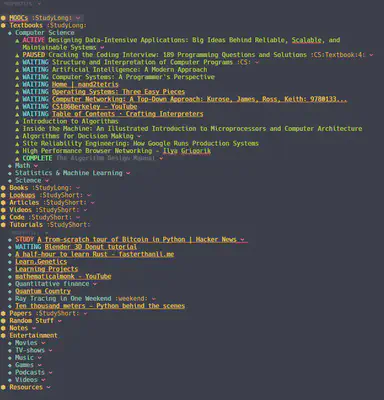 MOOCs :StudyLong:
Textbooks :StudyLong:
Computer Science
ACTIVE Designing Data-Intensive Applications: Big Ideas Behind Reliable, Scalable, and
Maintainable Systems
PAUSED Cracking the Coding Interview: 189 Programming Questions and Solutions :CS:Textbook:4:
WAITING Structure and Interpretation of Computer Programs :CS:
WAITING Artificial Intelligence: A Modern Approach
WAITING Computer Systems: A Programmer's Perspective
WAITING Home | nand2tetris
WAITING Operating Systems: Three Easy Pieces
WAITING Computer Networking: A Top-Down Approach: Kurose, James, Ross, Keith: 9780133...
WAITING CS186Berkeley - YouTube
WAITING Table of Contents · Crafting Interpreters
Introduction to Algorithms
Inside the Machine: An Illustrated Introduction to Microprocessors and Computer Architecture
Algorithms for Decision Making
Site Reliability Engineering: How Google Runs Production Systems
High Performance Browser Networking - Ilya Grigorik
COMPLETE The Algorithm Design Manual
Math
Statistics & Machine Learning
Science
Books :StudyLong:
Lookups :StudyShort:
Articles :StudyShort:
Videos :StudyShort:
Code :StudyShort:
Tutorials :StudyShort:
STUDY A from-scratch tour of Bitcoin in Python | Hacker News
WAITING Blender 3D Donut tutorial
A half-hour to learn Rust - fasterthanli.me
Learn.Genetics
Learning Projects
mathematicalmonk - YouTube
Quantitative finance
Quantum Country
Ray Tracing in One Weekend :weekend:
Ten thousand meters - Python behind the scenes
Papers :StudyShort:
Random Stuff
Notes
Entertainment
Movies
TV-shows
Music
Games
Podcasts
Videos
Resources